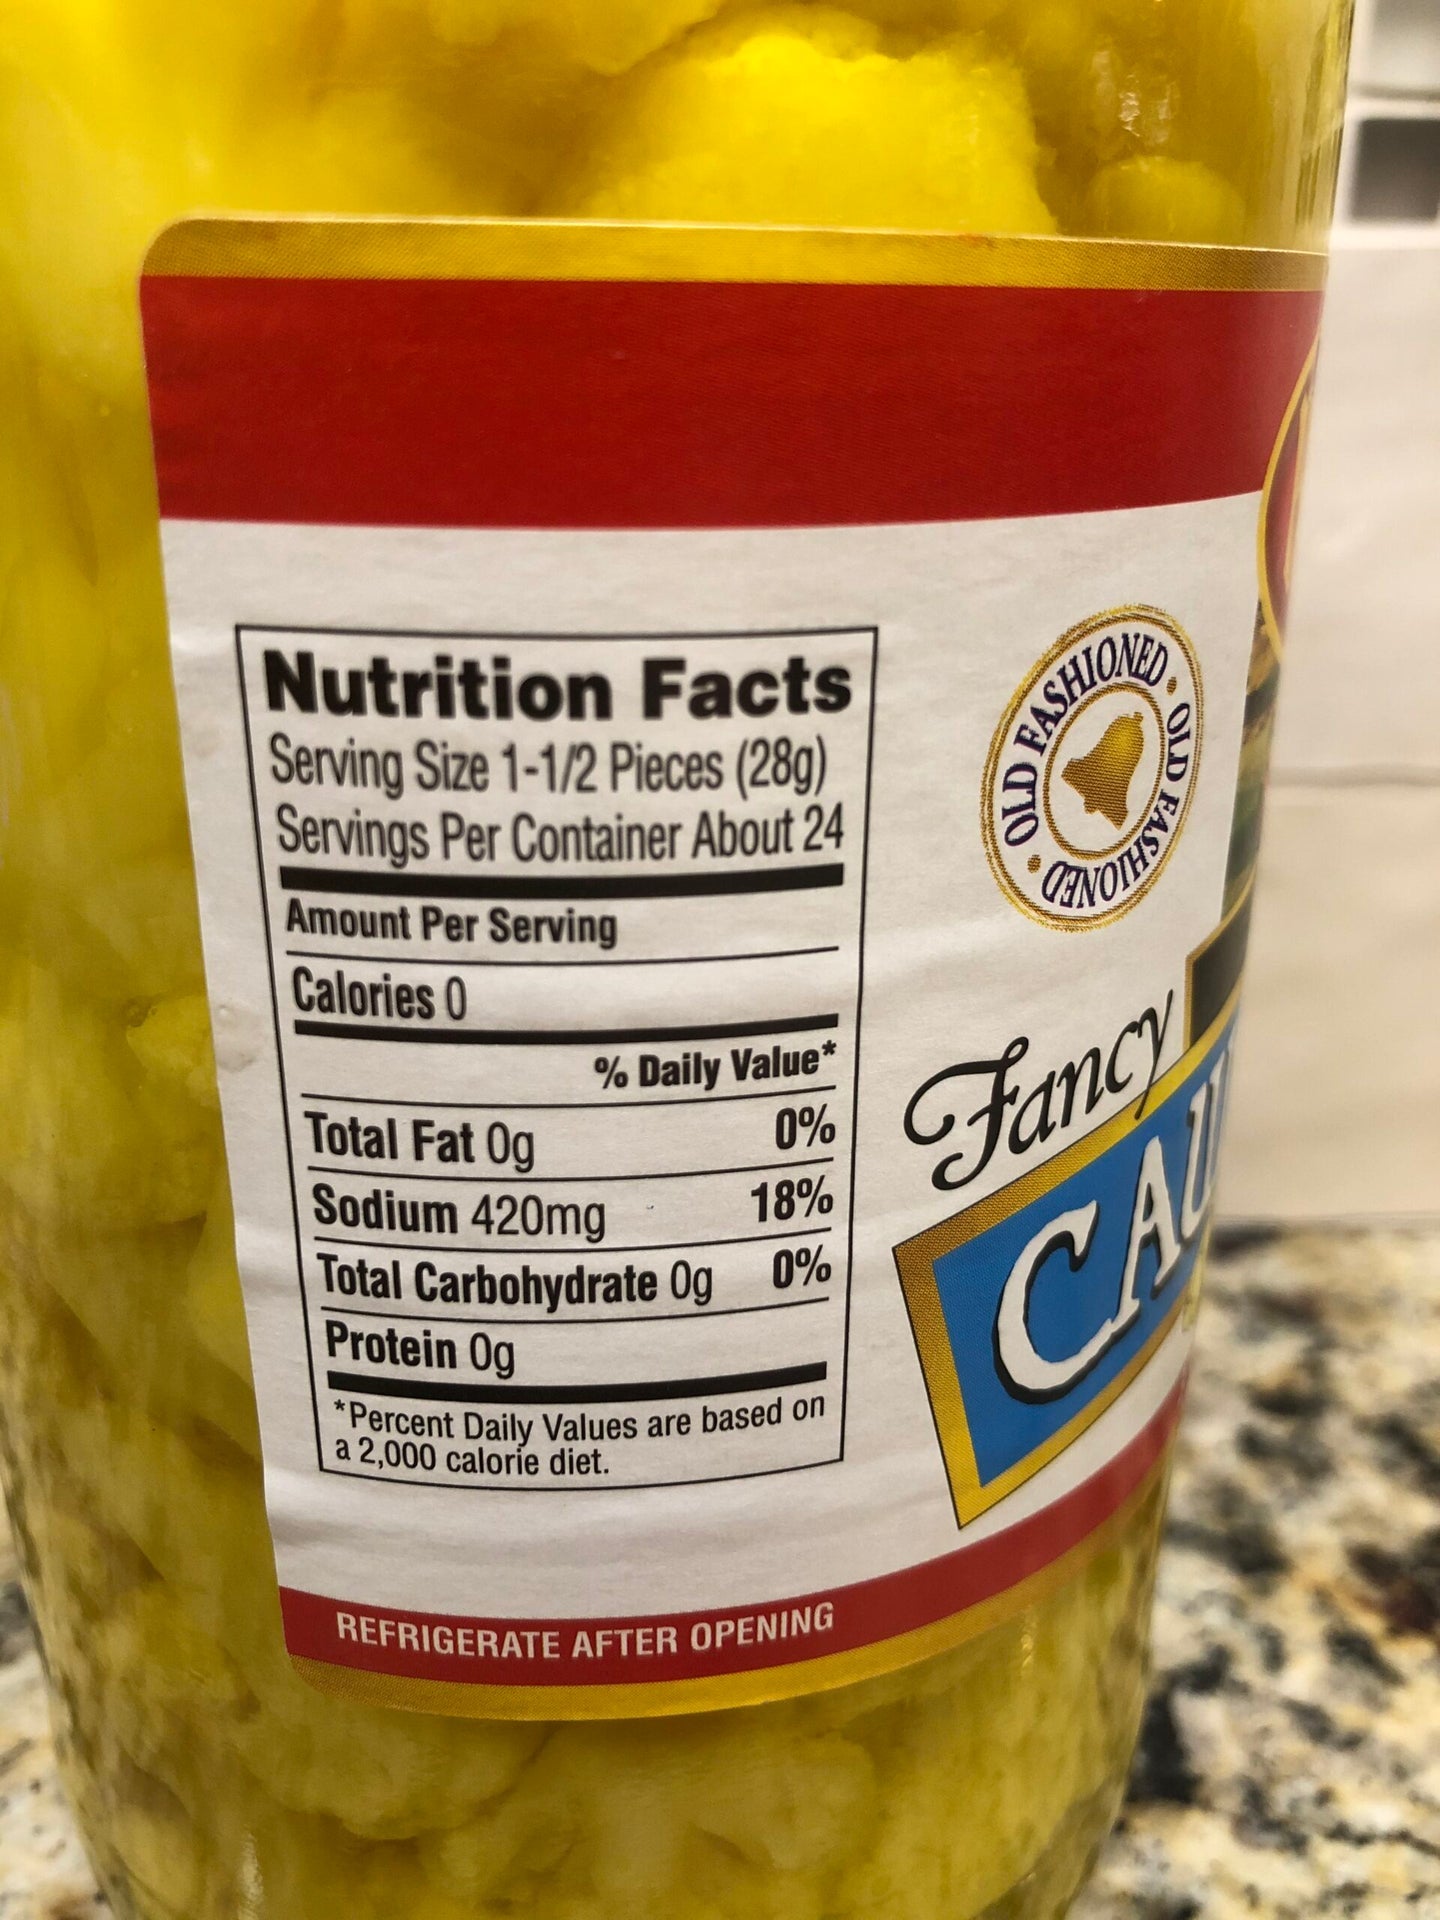 Nutrition Facts
Serving Size 1-1/2 Pieces (28g)
Servings Per Container About 24
Amount Per Serving
Calories 0
% Daily Value*
Total Fat 0g 0%
Sodium 420mg 18%
Total Carbohydrate 0g 0%
Protein 0g
*Percent Daily Values are based on
a 2,000 calorie diet.
REFRIGERATE AFTER OPENING
OLD FASHIONED • OLD FASHIONED •
Fancy
CAU